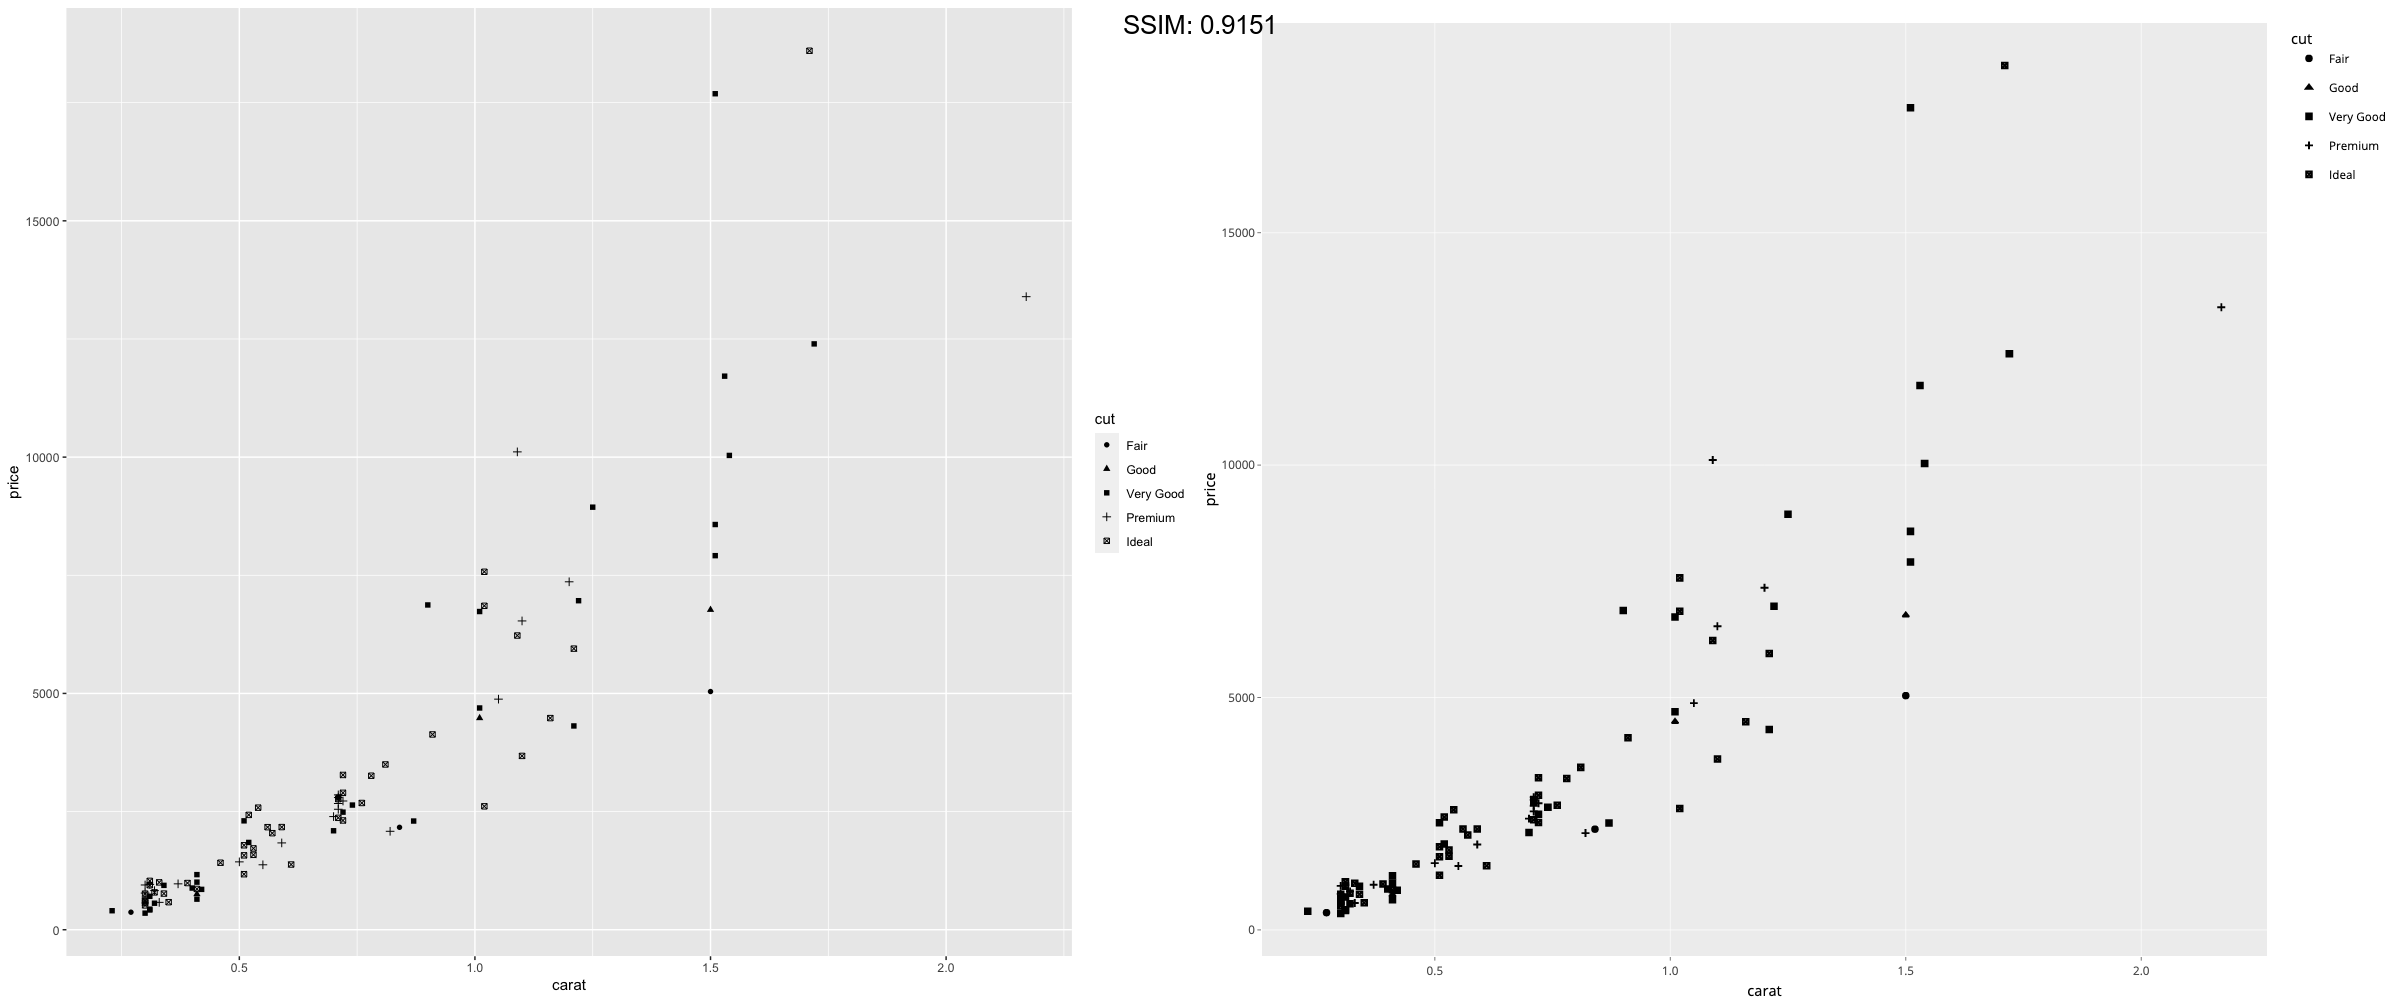 SSIM: 0.9151
15000
10000
5000
0
price
0.5 1.0 1.5 2.0
carat
cut
Fair
Good
Very Good
Premium
Ideal
15000
10000
5000
0
price
0.5 1.0 1.5 2.0
carat
cut
Fair
Good
Very Good
Premium
Ideal